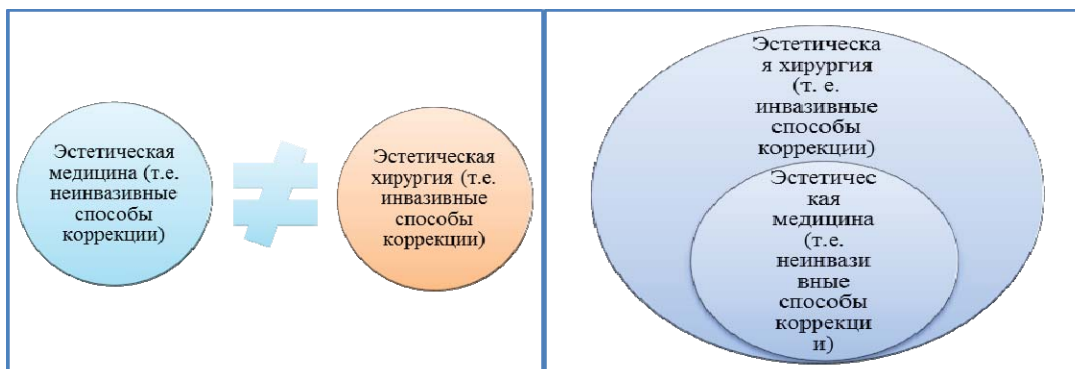 Эстетическая
медицина (т.е.
неинвазивные
способы
коррекции)
≠
Эстетическая
хирургия (т.е.
инвазивные
способы
коррекции)
Эстетическа
я хирургия
(т. е.
инвазивные
способы
коррекции)
Эстетичес
кая
медицина
(т.е.
неинвази
вные
способы
коррекци
и)